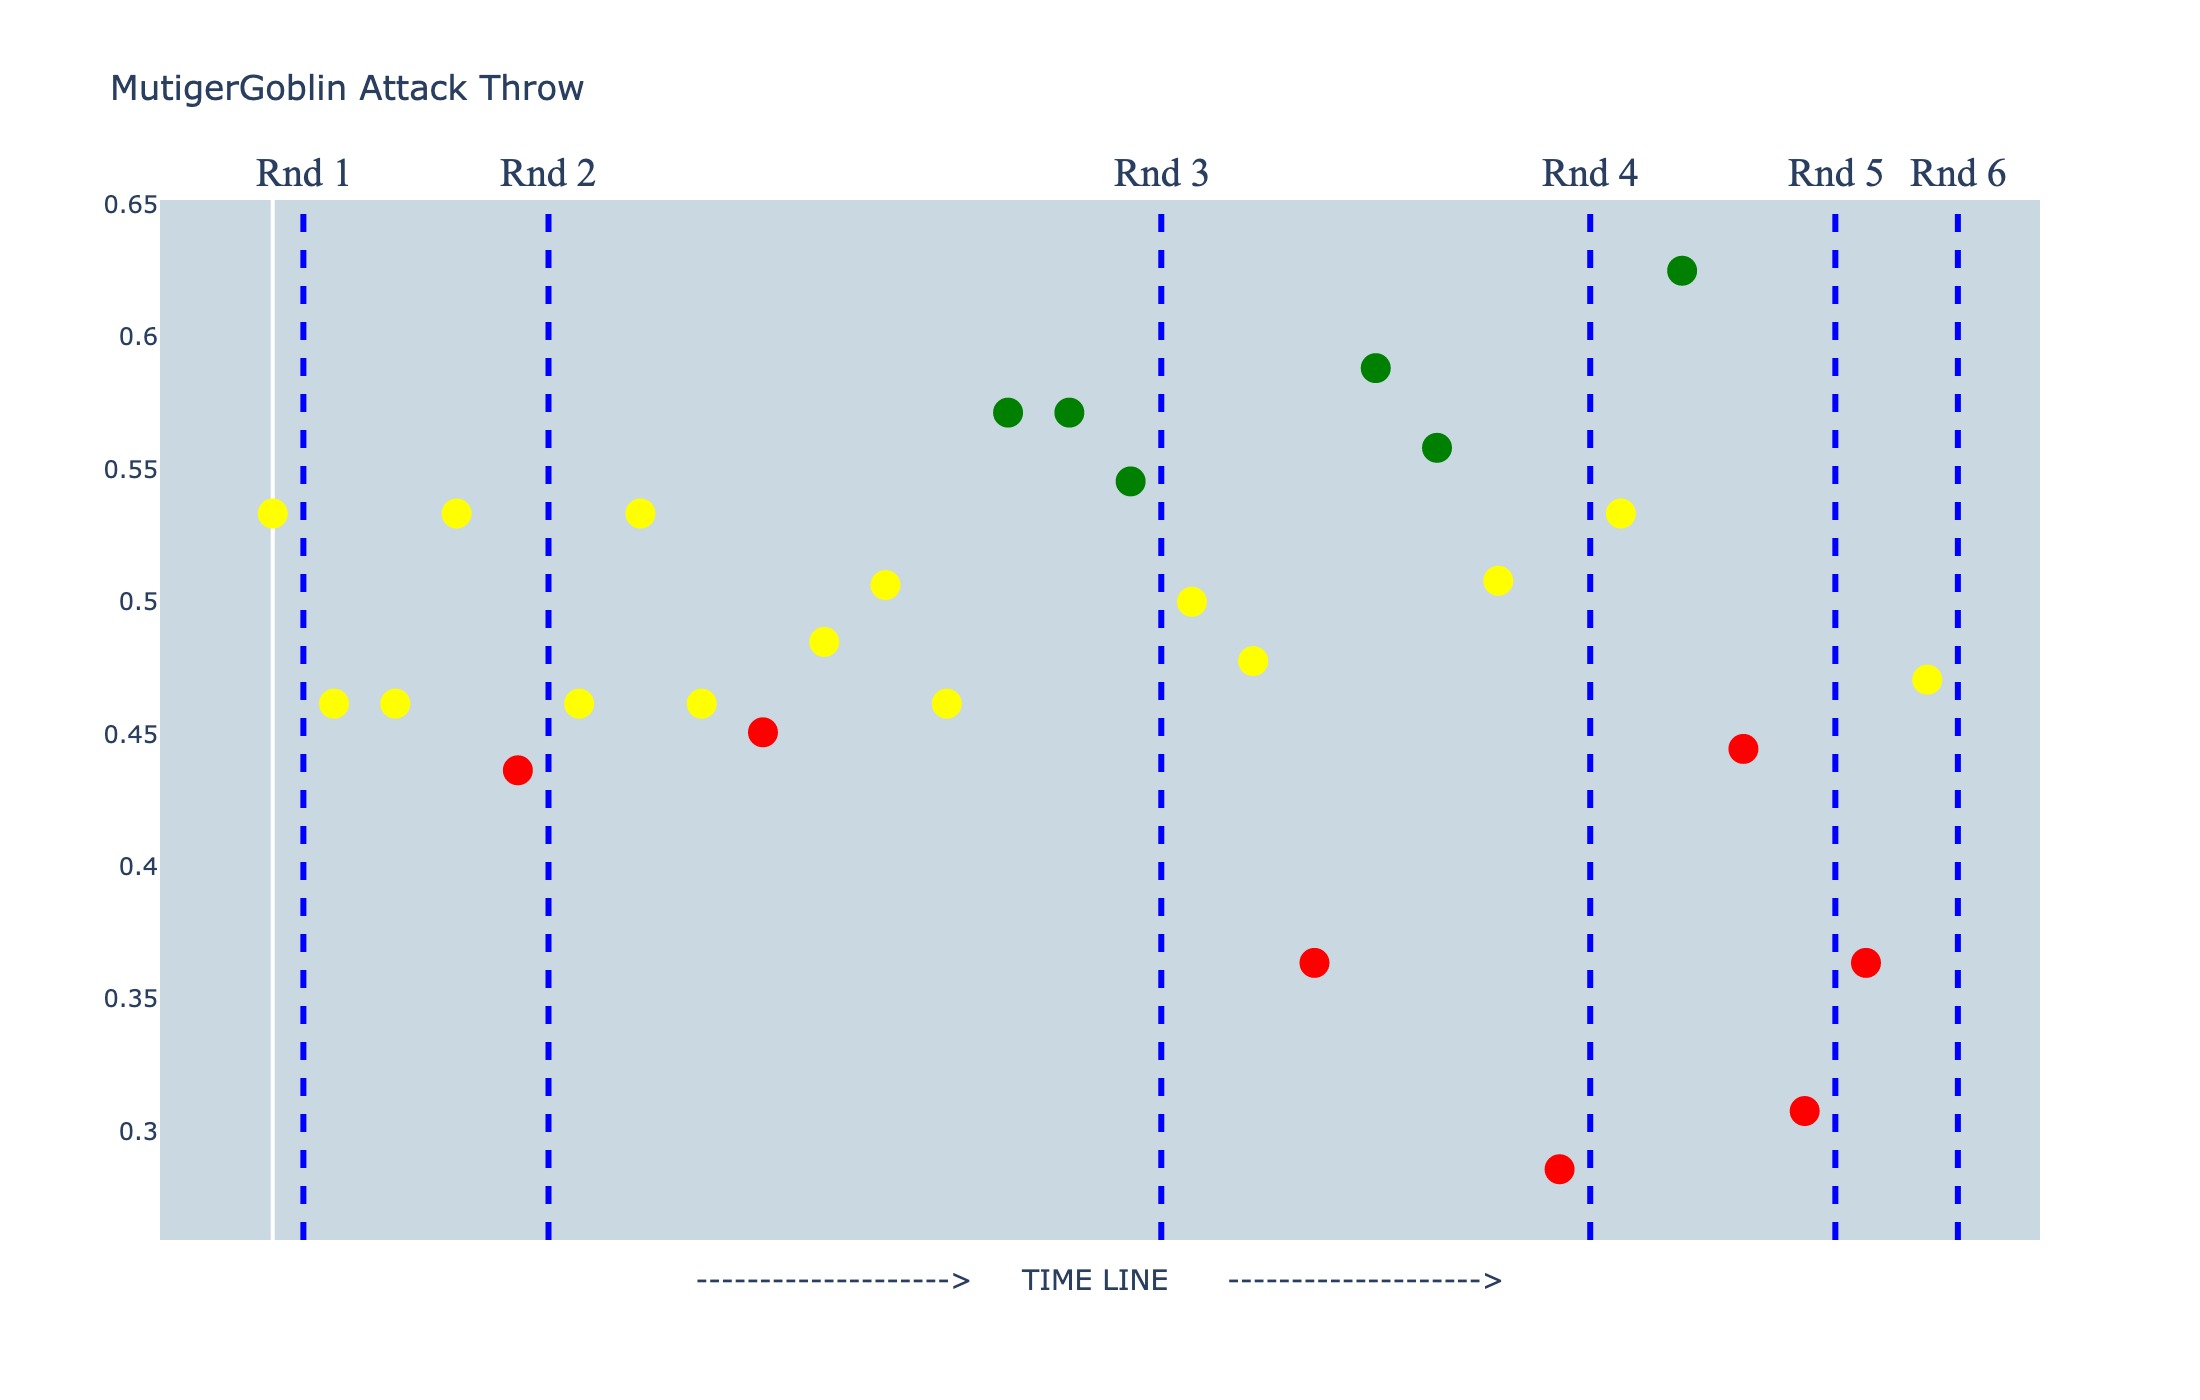 MutigerGoblin Attack Throw
Rnd 1 Rnd 2 Rnd 3 Rnd 4 Rnd 5 Rnd 6
0.65
0.6
0.55
0.5
0.45
0.4
0.35
0.3
--------------------> TIME LINE -------------------->